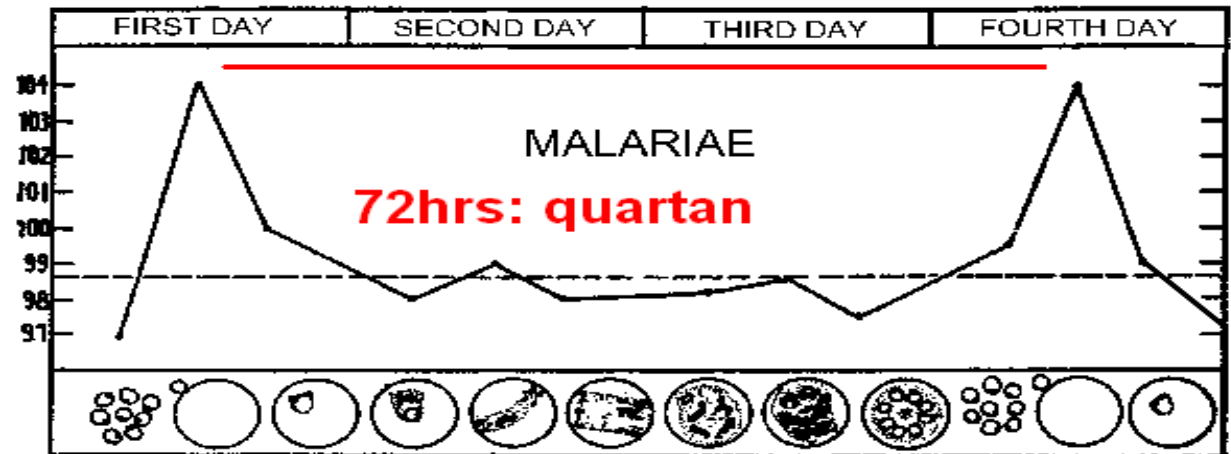 FIRST DAY SECOND DAY THIRD DAY FOURTH DAY
104
103
102
101
100
99
98
97
MALARIAE
72hrs: quartan